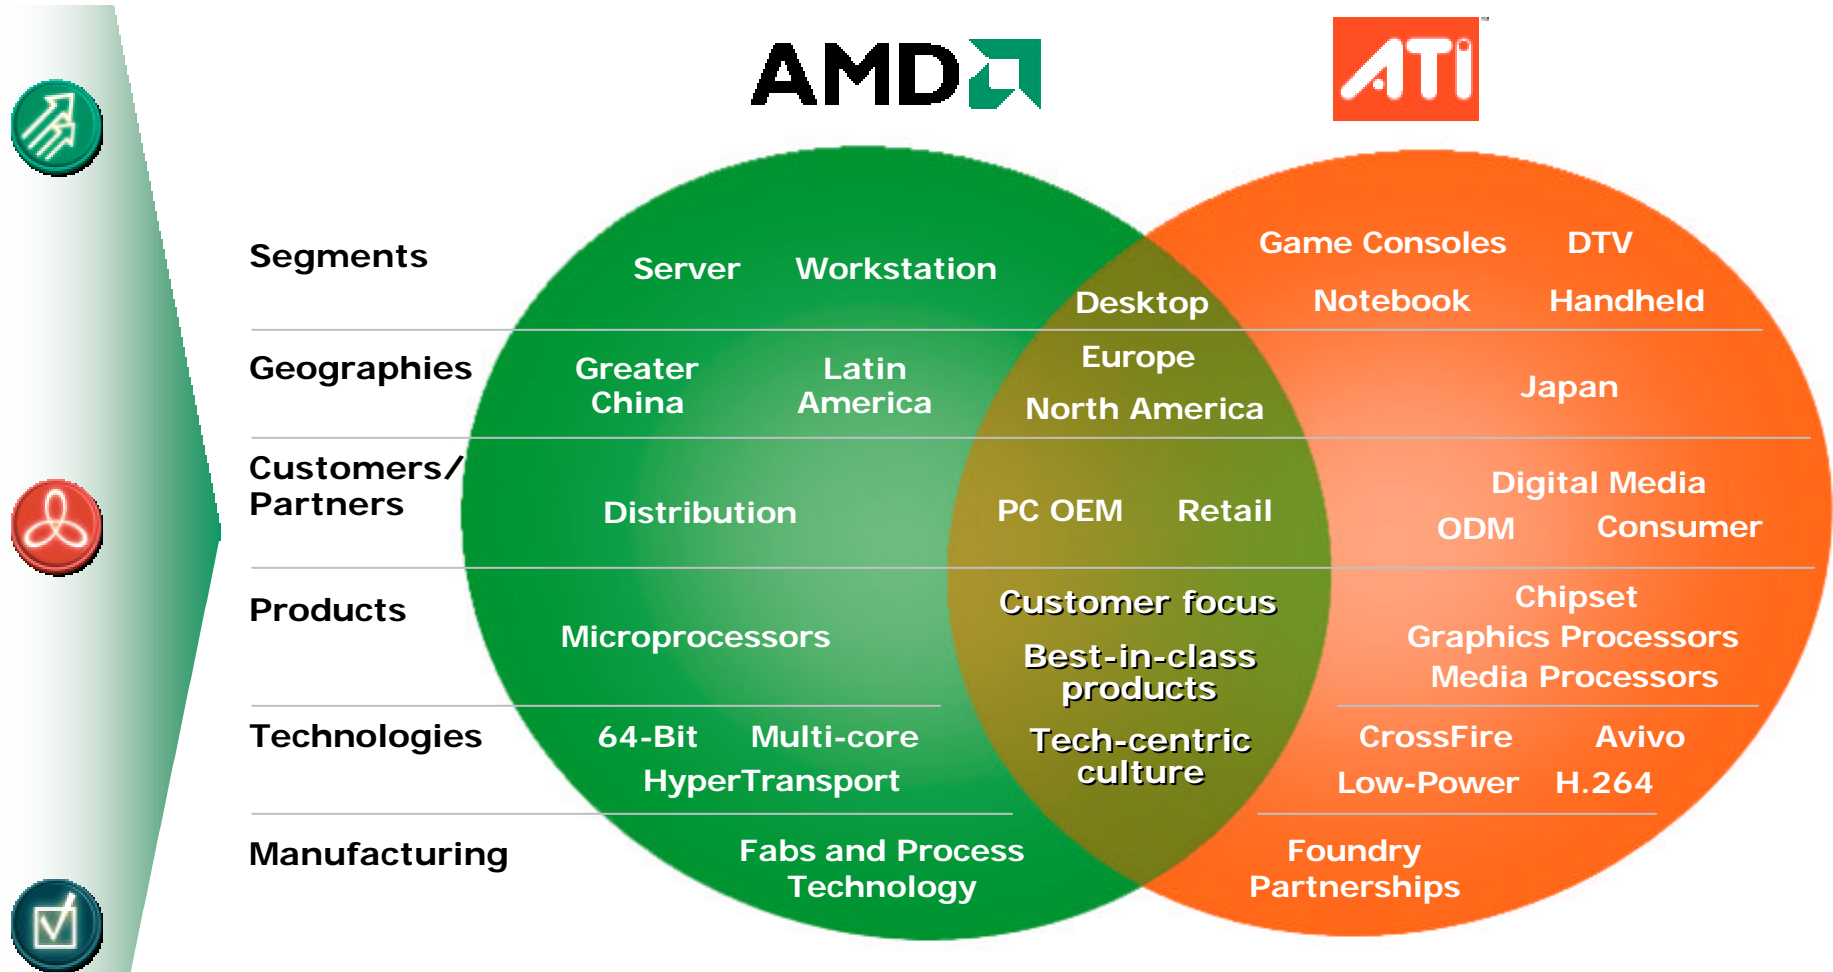 AMD
ATi
Segments
Server Workstation
Desktop
Game Consoles DTV
Notebook Handheld
Geographies
Greater
China
Latin
America
Europe
North America
Japan
Customers/
Partners
Distribution
PC OEM Retail
Digital Media
ODM Consumer
Products
Microprocessors
Customer focus
Best-in-class
products
Chipset
Graphics Processors
Media Processors
Technologies
64-Bit Multi-core
HyperTransport
Tech-centric
culture
CrossFire Avivo
Low-Power H.264
Manufacturing
Fabs and Process
Technology
Foundry
Partnerships